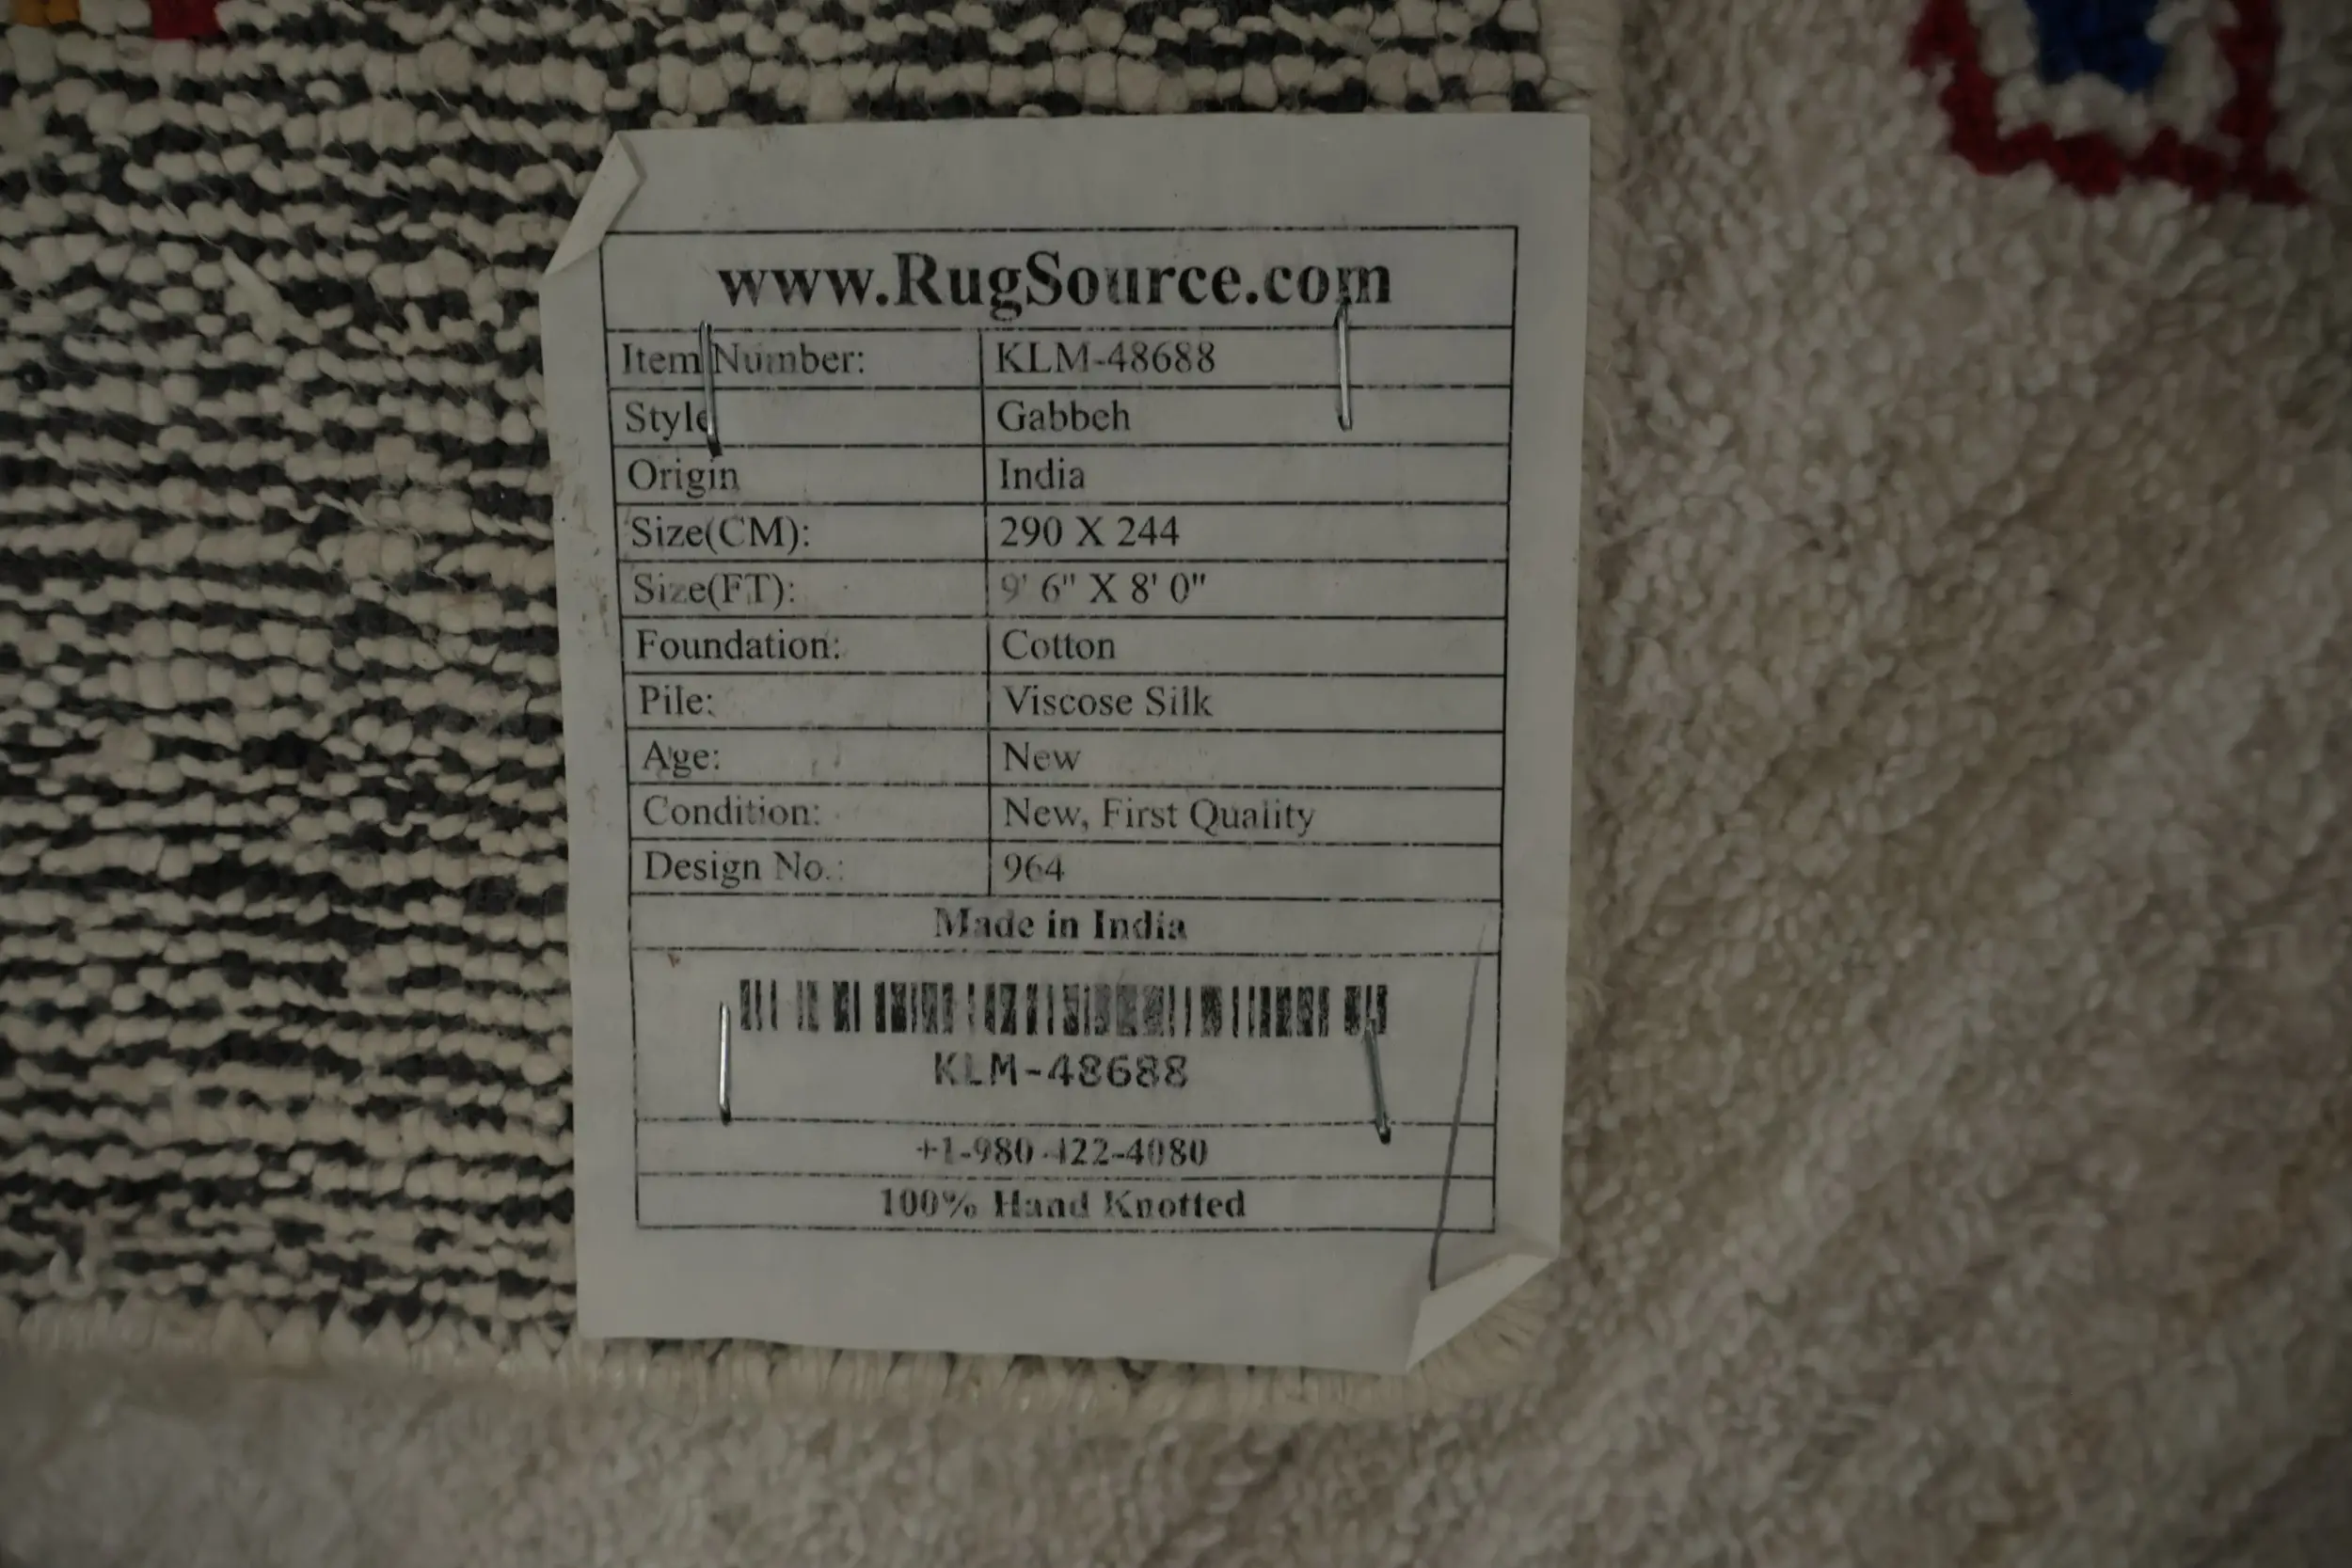 www.RugSource.com
Item Number: KLM-48688
Style Gabbeh
Origin India
Size(CM): 290 X 244
Size(FT): 9' 6" X 8' 0"
Foundation: Cotton
Pile: Viscose Silk
Age: New
Condition: New, First Quality
Design No.: 964
Made in India
KLM-48688
+1-980-422-4080
100% Hand Knotted